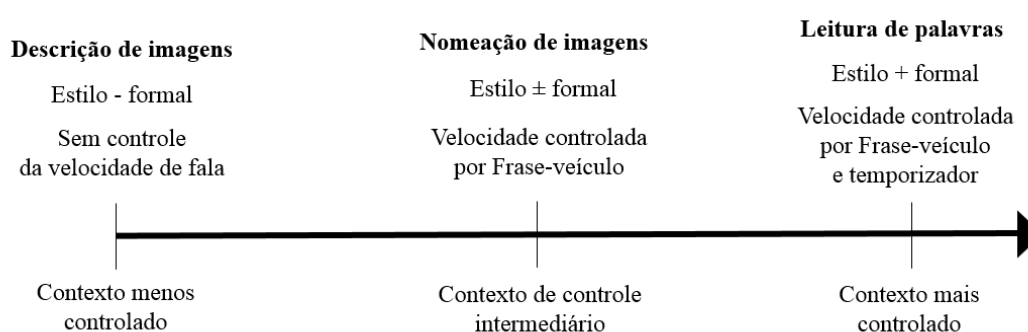 Descrição de imagens
Estilo - formal
Sem controle
da velocidade de fala
Nomeação de imagens
Estilo ± formal
Velocidade controlada
por Frase-veículo
Leitura de palavras
Estilo + formal
Velocidade controlada
por Frase-veículo
e temporizador
Contexto menos
controlado
Contexto de controle
intermediário
Contexto mais
controlado